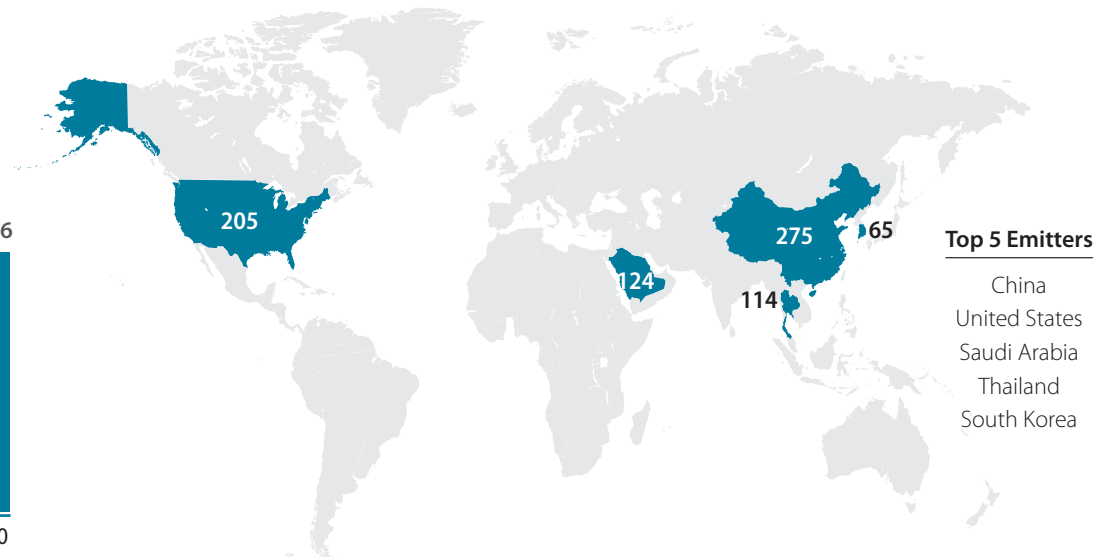 6
205
275
65
124
114
0
Top 5 Emitters
China
United States
Saudi Arabia
Thailand
South Korea